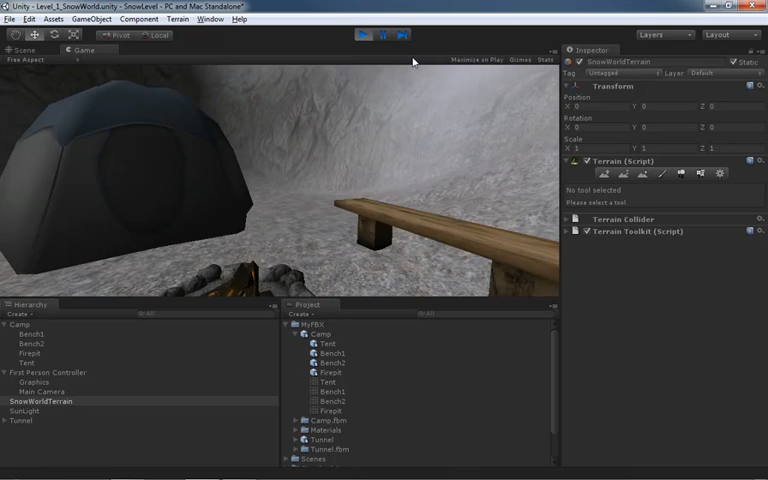 Unity - Level_1_SnowWorld.unity - SnowLevel - PC and Mac Standalone*
File Edit Assets GameObject Component Terrain Window Help
Pivot Local Layers Layout
Scene Game
Free Aspect Maximize on Play Gizmos Stats
Inspector
SnowWorldTerrain Static
Tag Untagged Layer Default
Transform
Position
X 0 Y 0 Z 0
Rotation
X 0 Y 0 Z 0
Scale
X 1 Y 1 Z 1
Terrain (Script)
No tool selected
Please select a tool
Terrain Collider
Terrain Toolkit (Script)
Hierarchy
Create All
Camp
Bench1
Bench2
Firepit
Tent
First Person Controller
Graphics
Main Camera
SnowWorldTerrain
SunLight
Tunnel
Project
Create All
MyFBX
Camp
Tent
Bench1
Bench2
Firepit
Tent
Bench1
Bench2
Firepit
Camp.fbm
Materials
Tunnel
Tunnel.fbm
Scenes